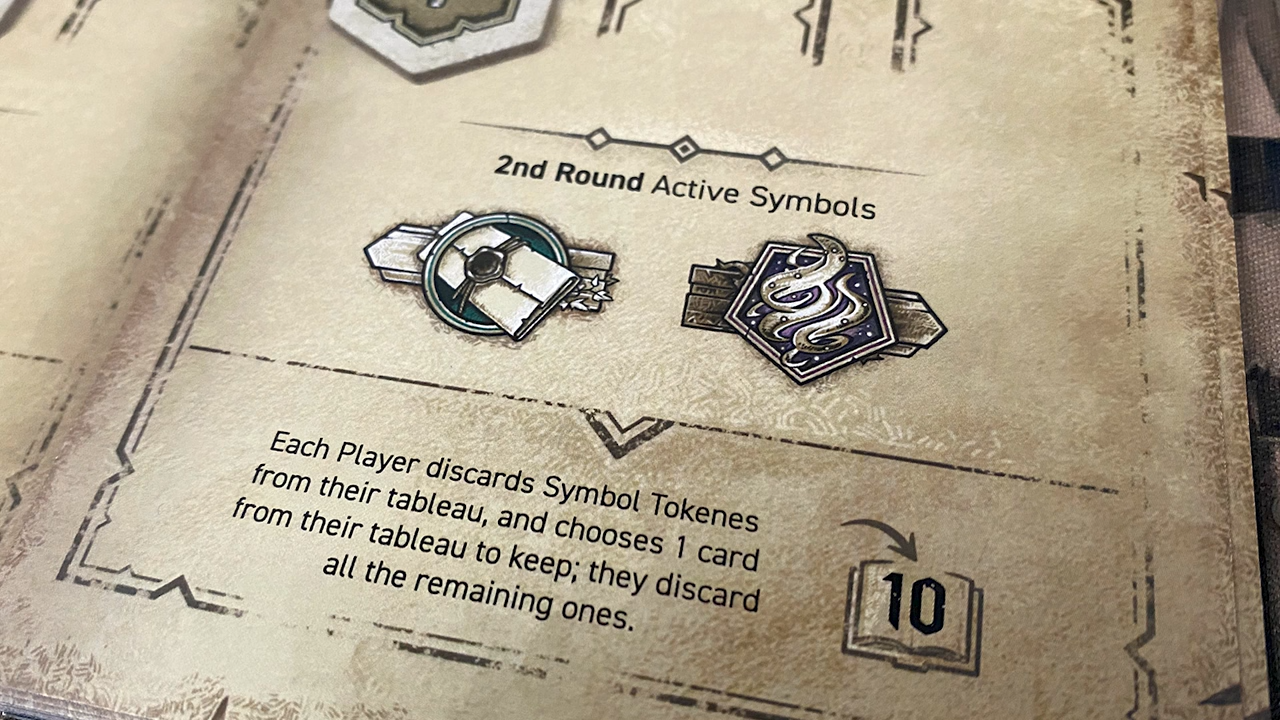 2nd Round Active Symbols
Each Player discards Symbol Tokenes
from their tableau, and chooses 1 card
from their tableau to keep; they discard
all the remaining ones.
10